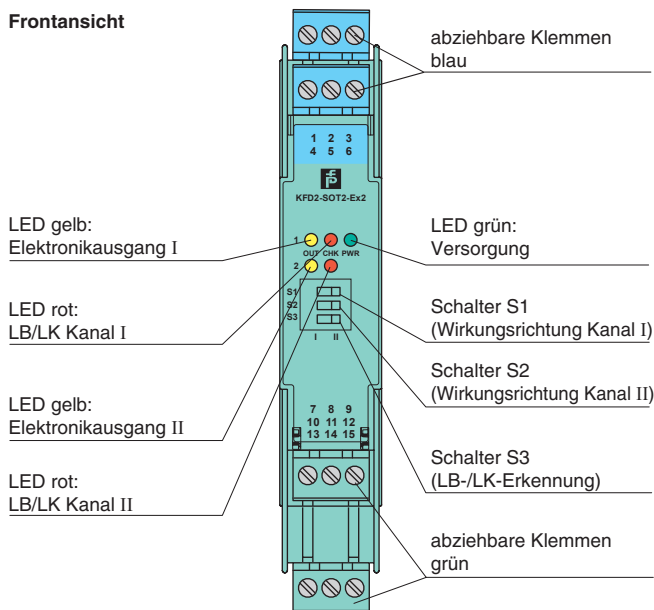 Frontansicht
abziehbare Klemmen
blau
1 2 3
4 5 6
KFD2-SOT2-Ex2
LED gelb:
Elektronikausgang I
LED grün:
Versorgung
1
OUT CHK PWR
2
LED rot:
LB/LK Kanal I
S1
S2
S3
I II
Schalter S1
(Wirkungsrichtung Kanal I)
Schalter S2
(Wirkungsrichtung Kanal II)
LED gelb:
Elektronikausgang II
7 8 9
10 11 12
13 14 15
LED rot:
LB/LK Kanal II
Schalter S3
(LB-/LK-Erkennung)
abziehbare Klemmen
grün